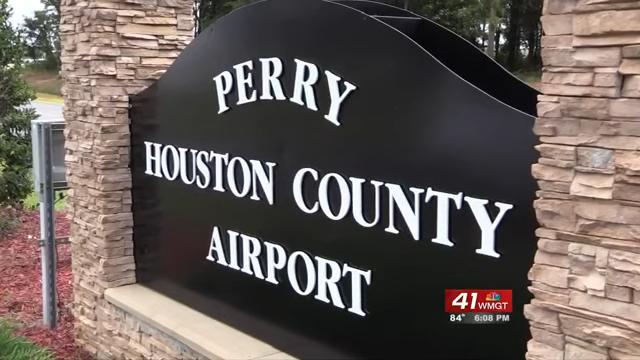 PERRY
HOUSTON COUNTY
AIRPORT
41 WMGT
84° 6:08 PM